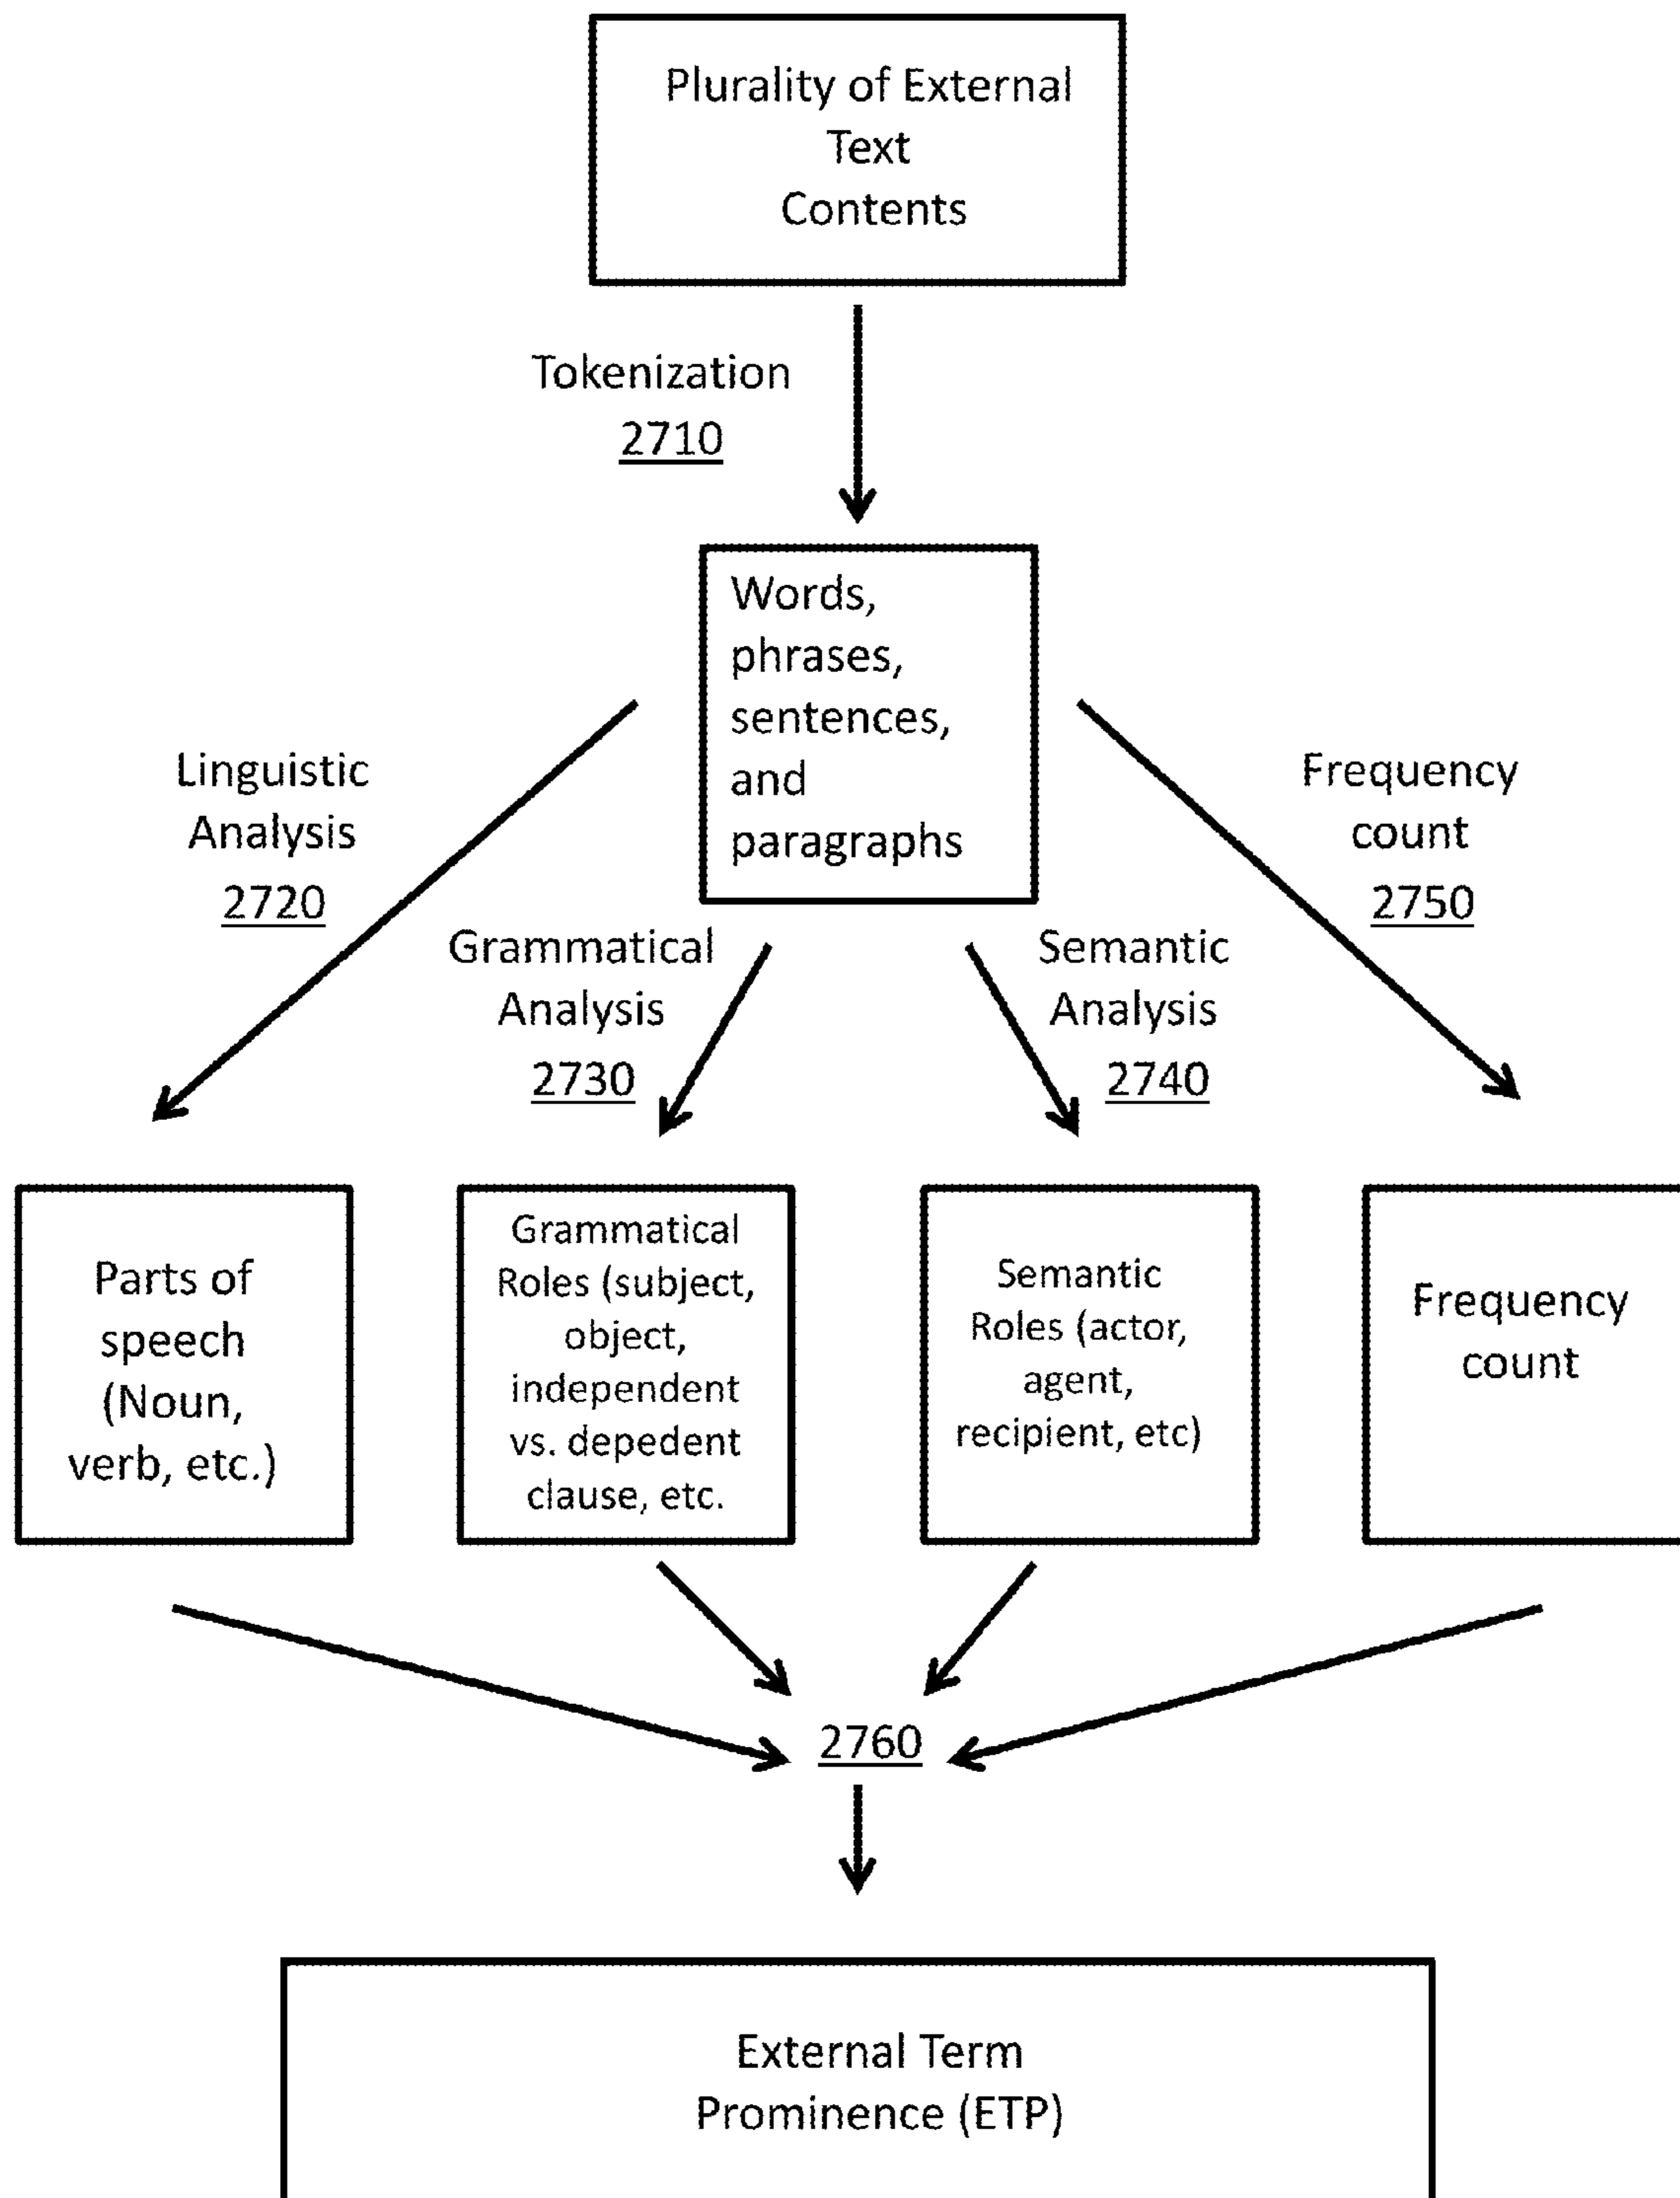 Plurality of External
Text
Contents
Tokenization
2710
Words,
phrases,
sentences,
and
paragraphs
Linguistic
Analysis
2720
Frequency
count
2750
Grammatical
Analysis
2730
Semantic
Analysis
2740
Parts of
speech
(Noun,
verb, etc.)
Grammatical
Roles (subject,
object,
independent
vs. depedent
clause, etc.
Semantic
Roles (actor,
agent,
recipient, etc)
Frequency
count
2760
External Term
Prominence (ETP)